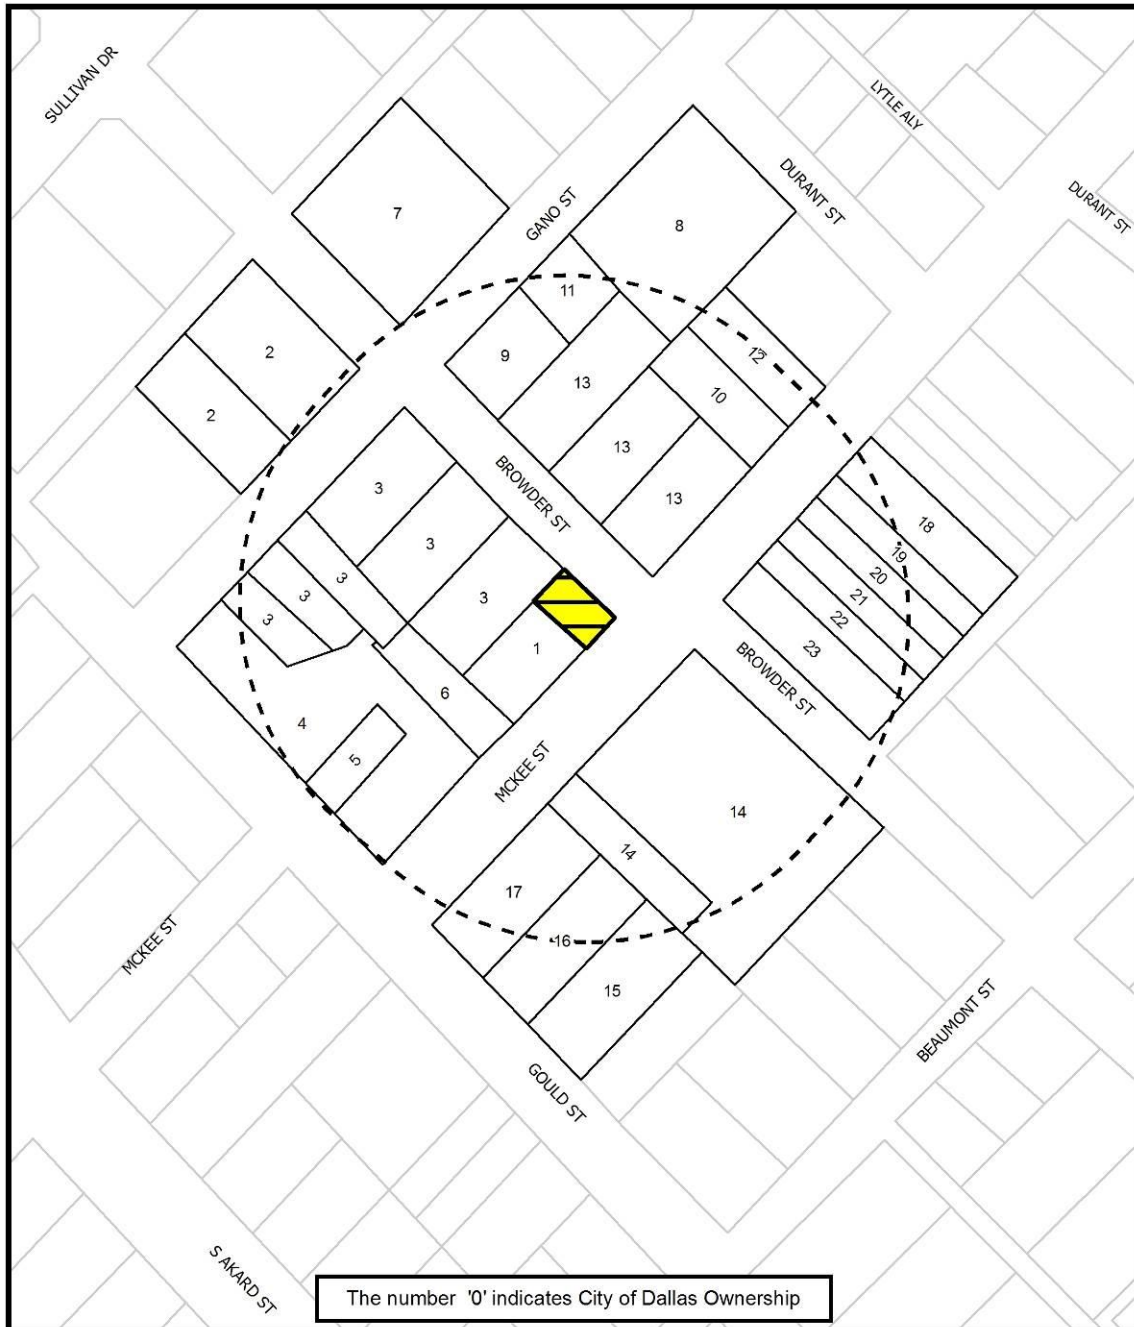 SULLIVAN DR
LYTLE ALY
DURANT ST
DURANT ST
GANO ST
7
8
11
2
9
12
13
10
2
13
BROWDER ST
3
13
18
3
19
3
20
3
3
21
3
22
1
23
BROWDER ST
6
4
5
MCKEE ST
14
14
17
16
MCKEE ST
15
BEAUMONT ST
GOULD ST
S AKARD ST
The number '0' indicates City of Dallas Ownership